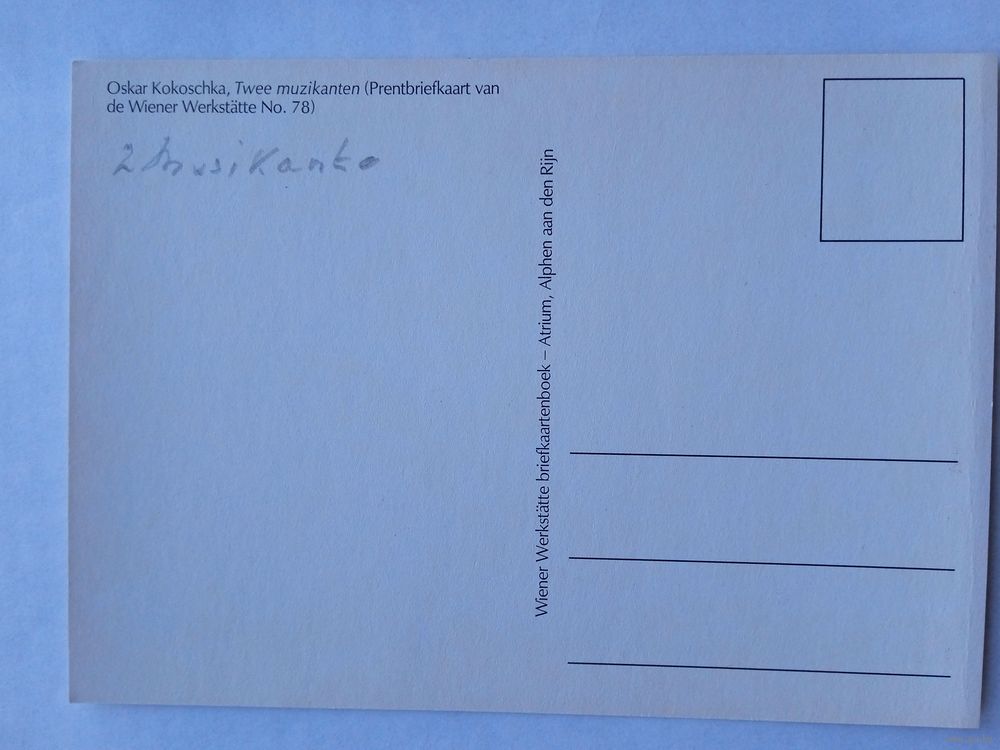 Oskar Kokoschka, Twee muzikanten (Prentbriefkaart van
de Wiener Werkstätte No. 78)
2 Musikante
Wiener Werkstätte briefkaartenboek – Atrium, Alphen aan den Rijn